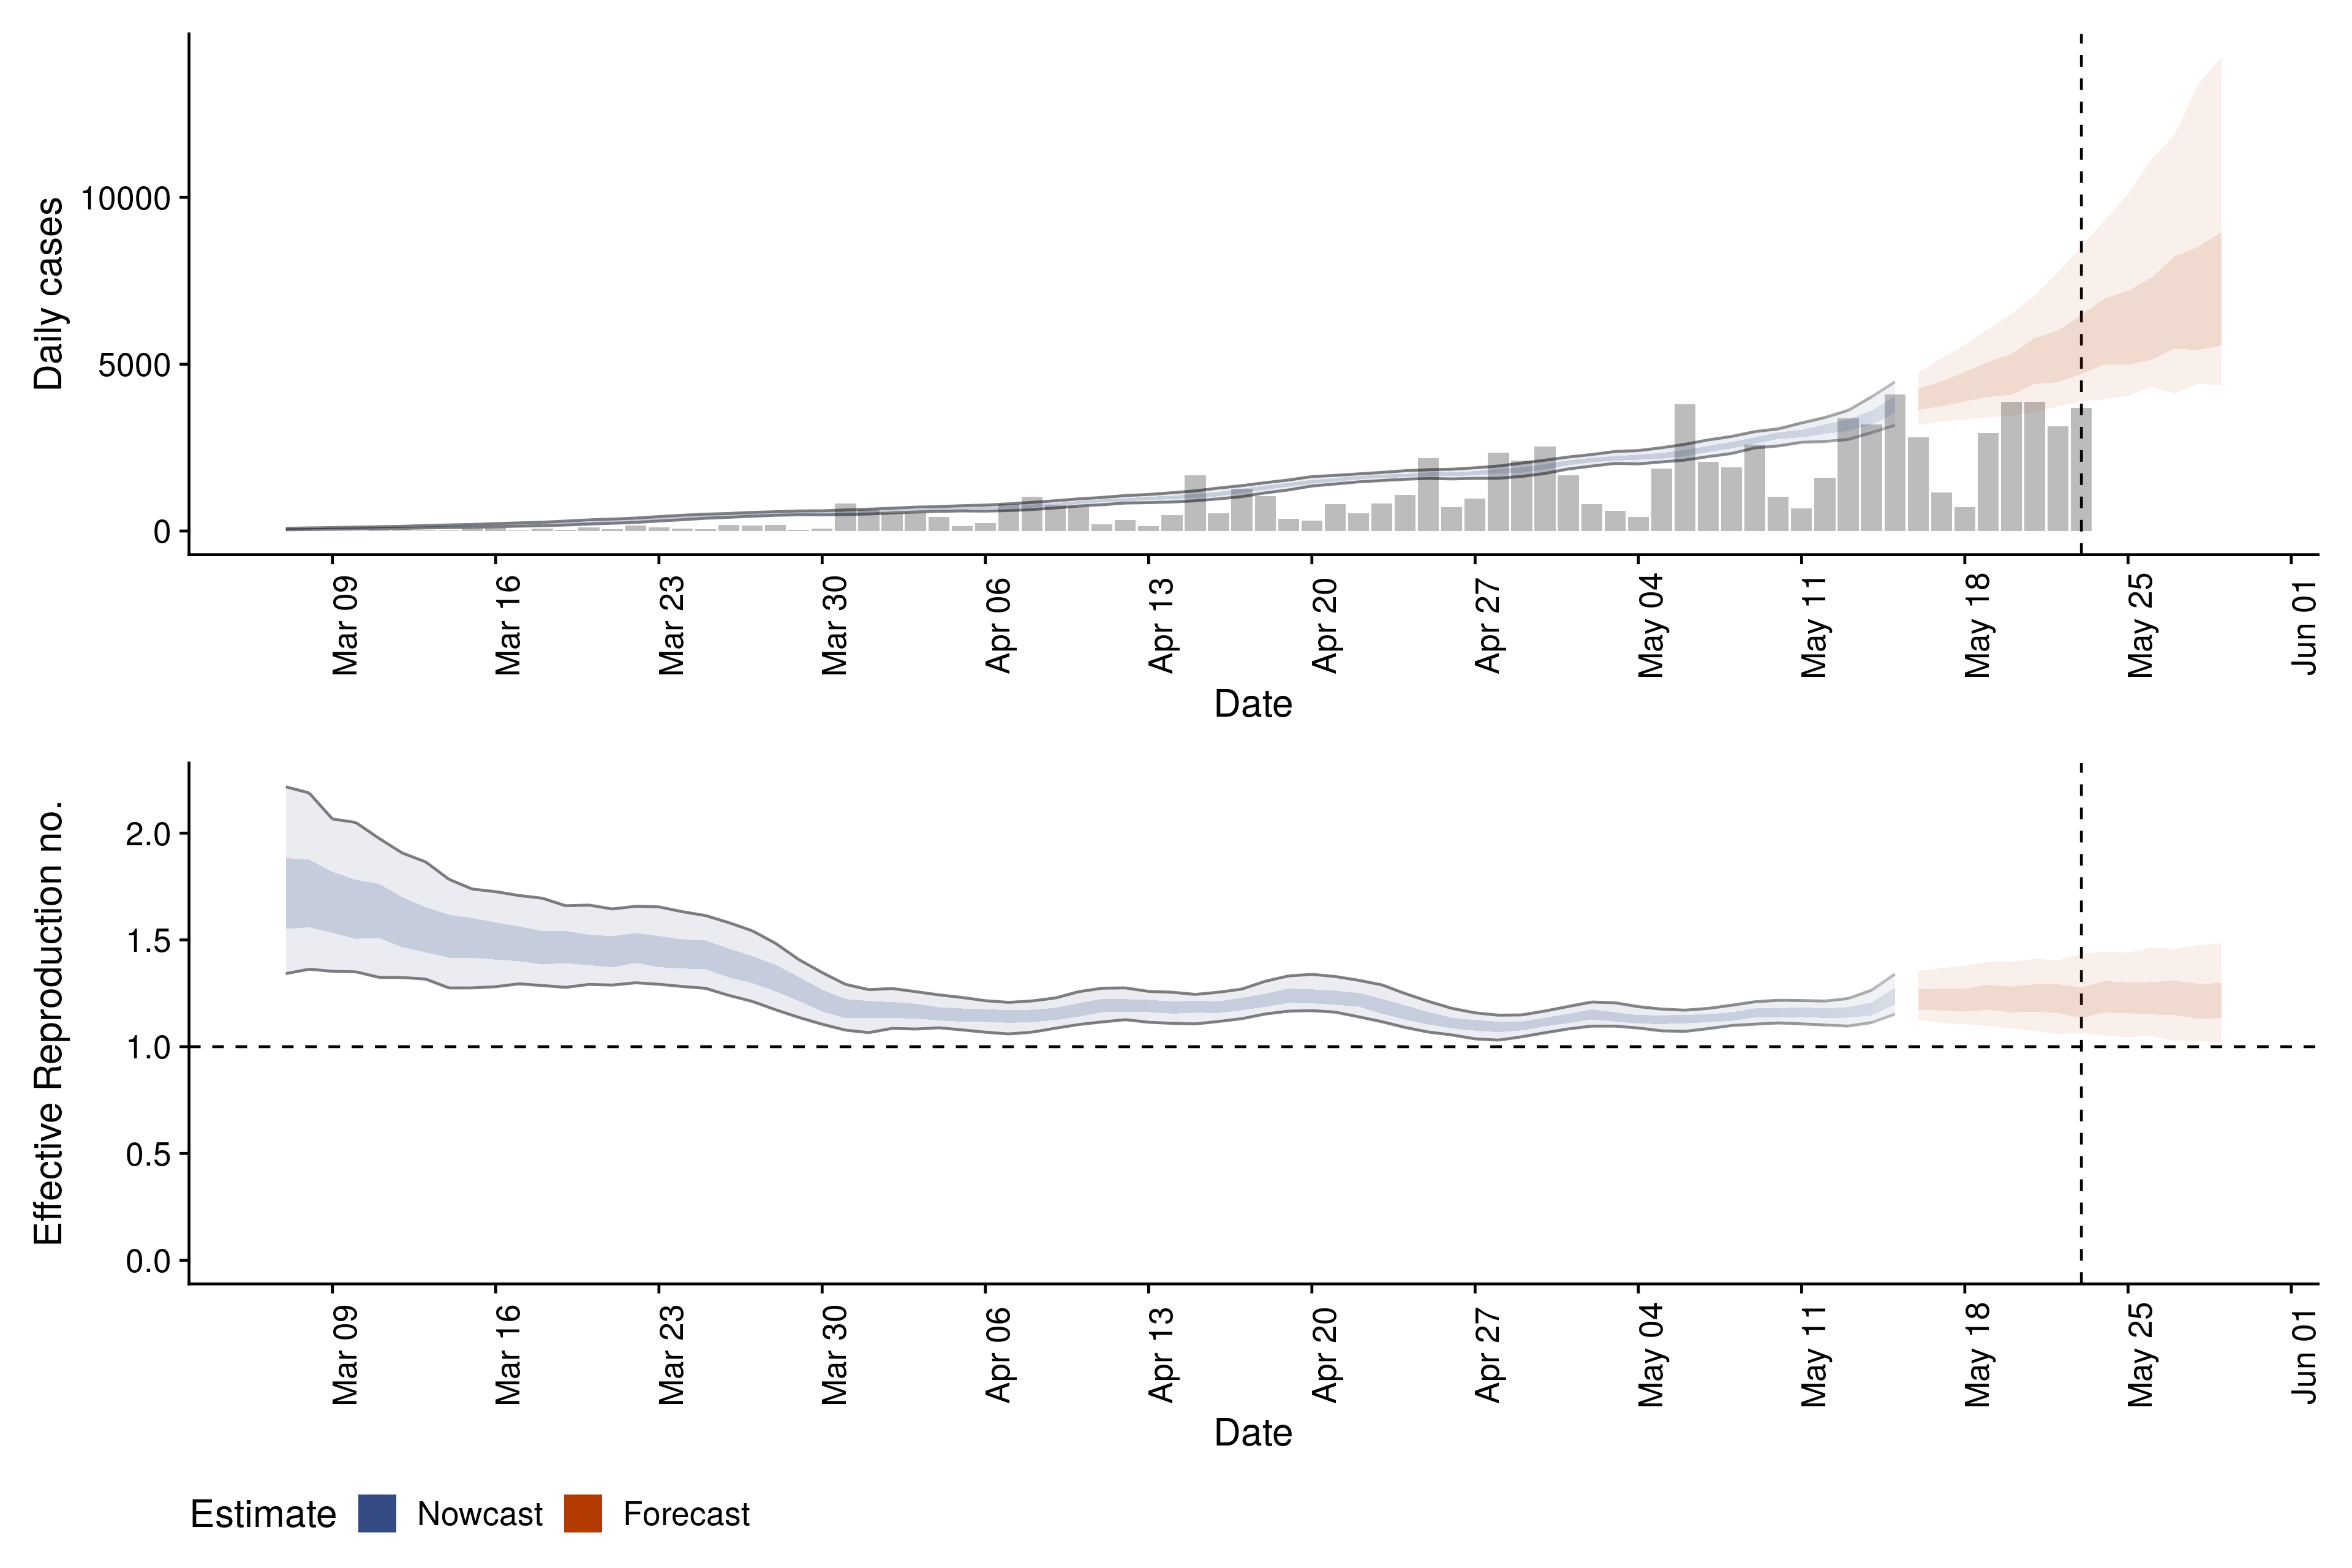 Daily cases
10000
5000
0
Mar 09
Mar 16
Mar 23
Mar 30
Apr 06
Apr 13
Apr 20
Apr 27
May 04
May 11
May 18
May 25
Jun 01
Date
Effective Reproduction no.
2.0
1.5
1.0
0.5
0.0
Mar 09
Mar 16
Mar 23
Mar 30
Apr 06
Apr 13
Apr 20
Apr 27
May 04
May 11
May 18
May 25
Jun 01
Date
Estimate Nowcast Forecast